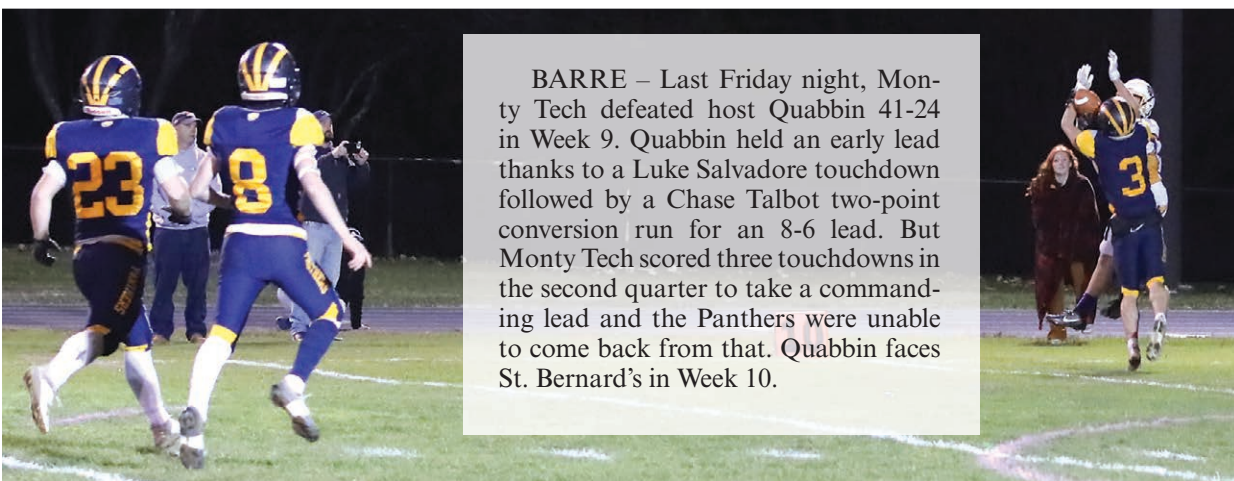 23
8
3
BARRE – Last Friday night, Mon-
ty Tech defeated host Quabbin 41-24
in Week 9. Quabbin held an early lead
thanks to a Luke Salvadore touchdown
followed by a Chase Talbot two-point
conversion run for an 8-6 lead. But
Monty Tech scored three touchdowns in
the second quarter to take a command-
ing lead and the Panthers were unable
to come back from that. Quabbin faces
St. Bernard’s in Week 10.